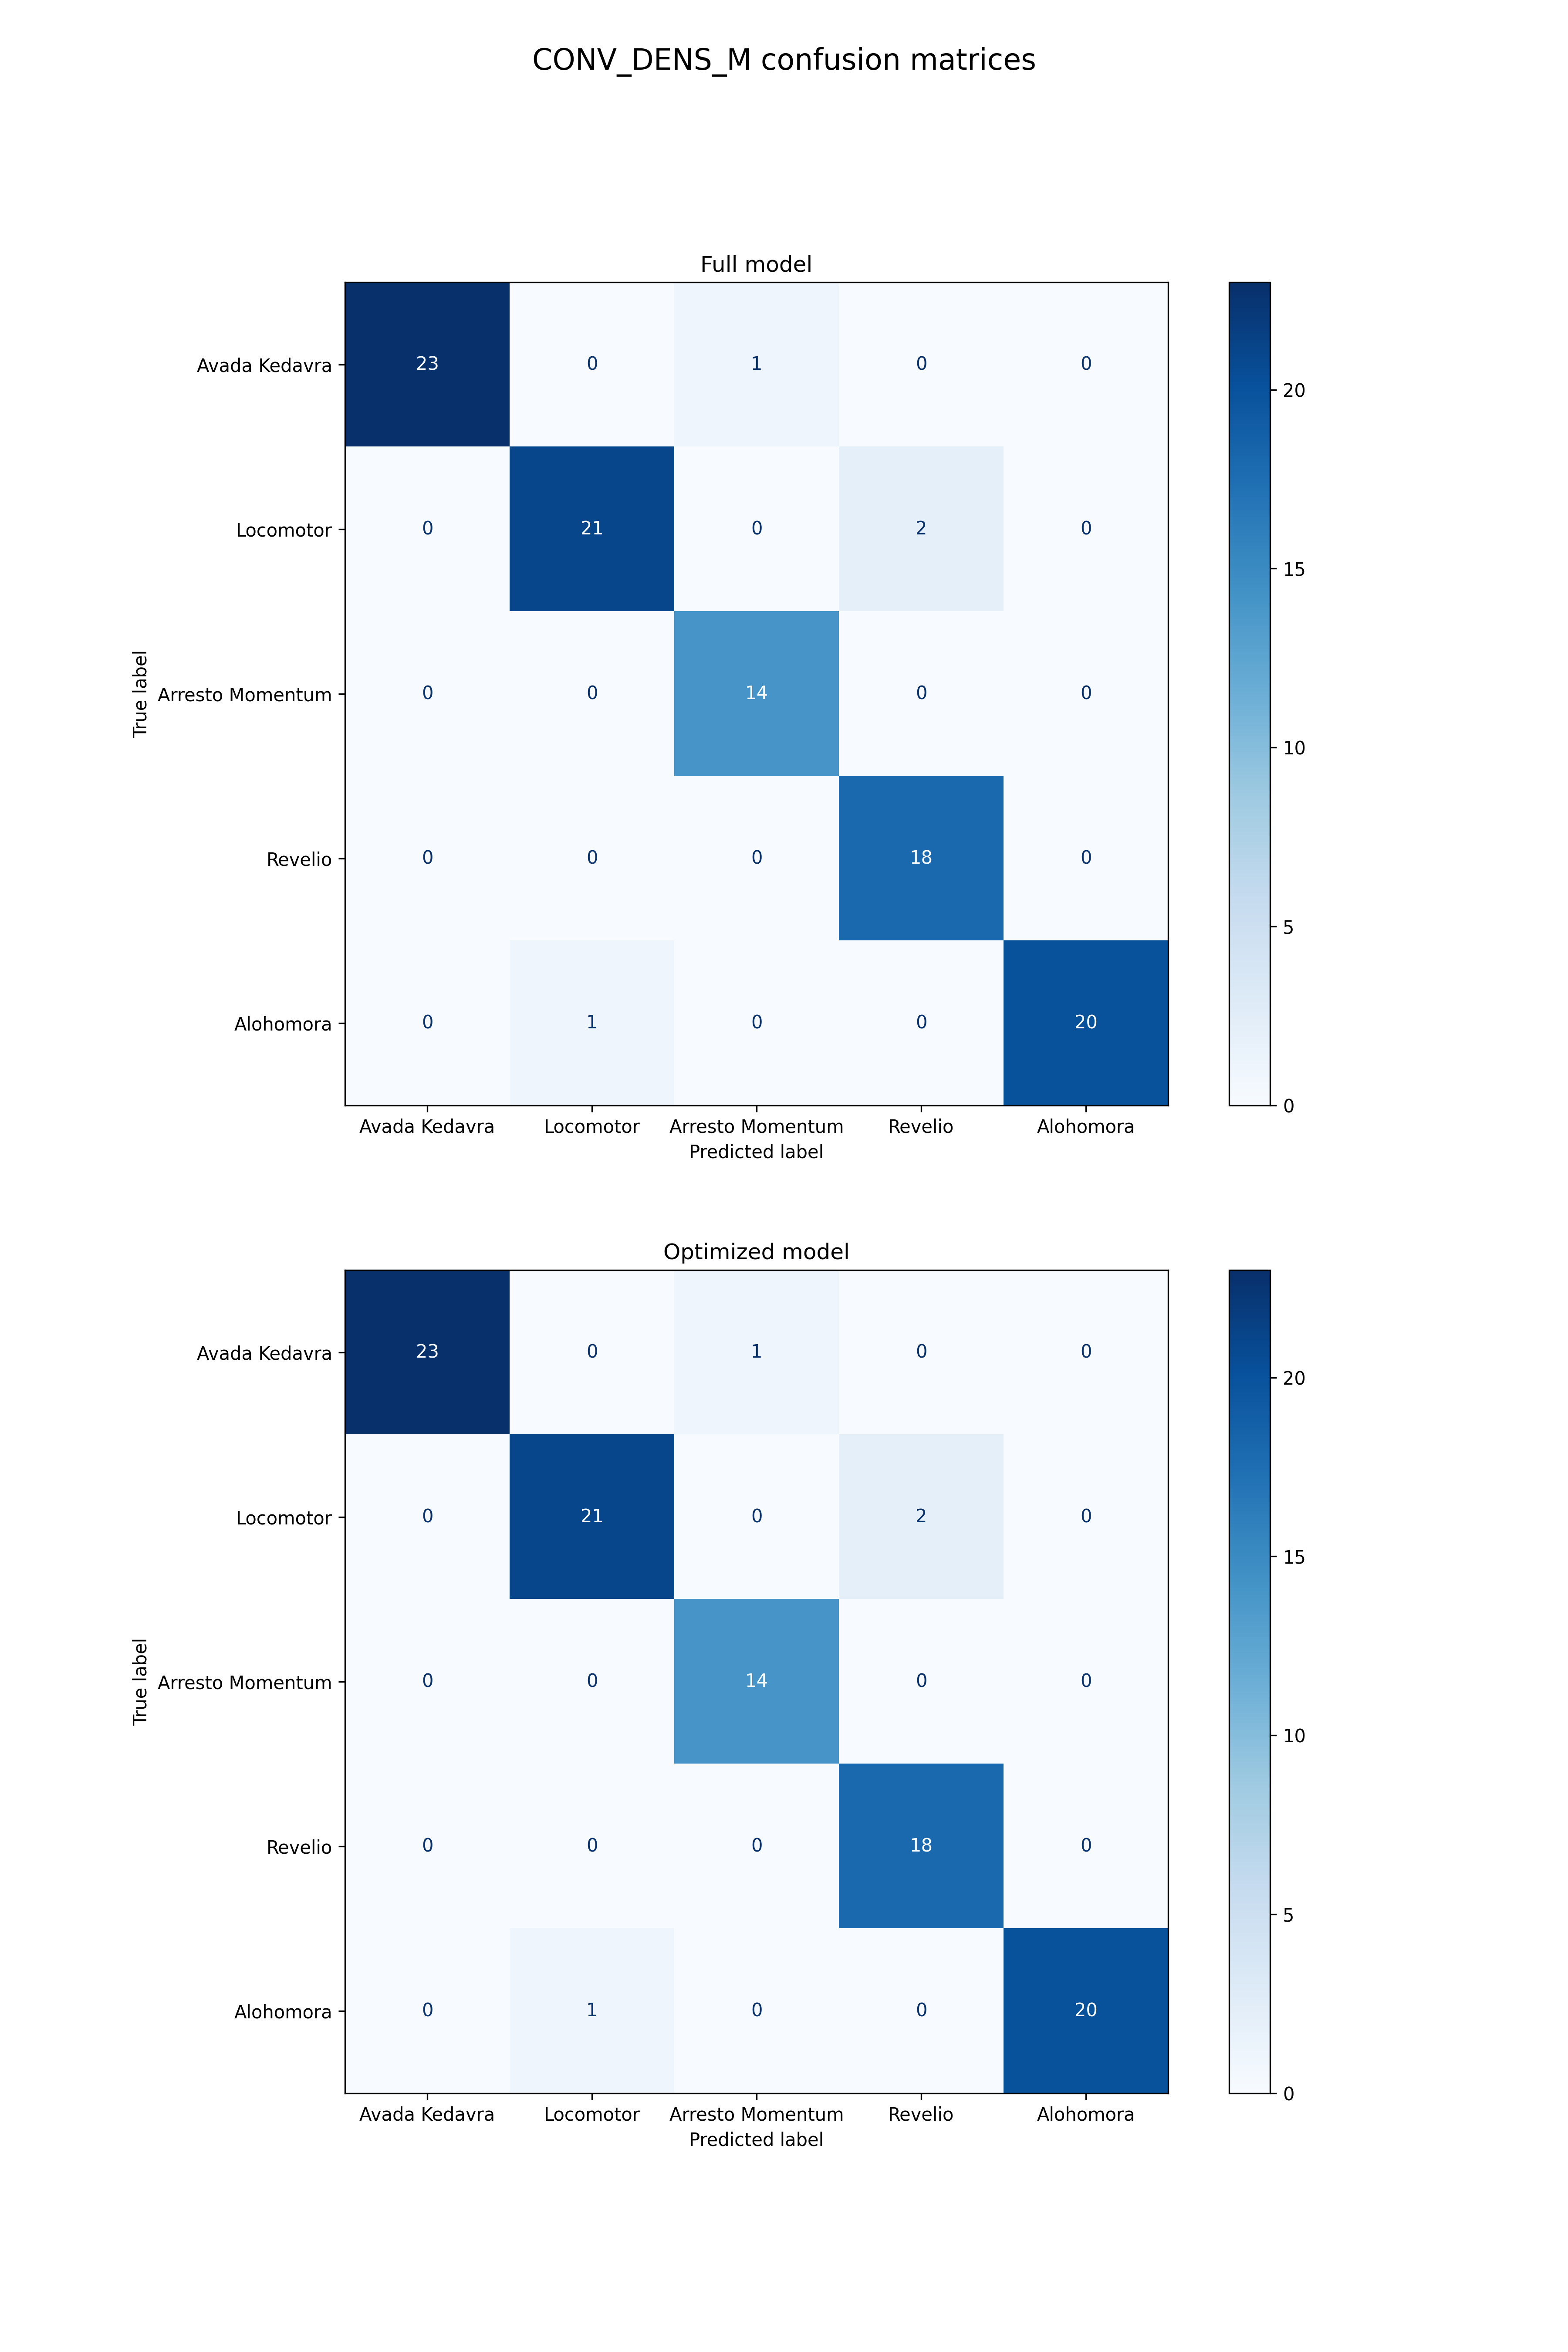 CONV_DENS_M confusion matrices
Full model
Avada Kedavra 23 0 1 0 0
20
Locomotor 0 21 0 2 0
15
True label
Arresto Momentum 0 0 14 0 0
10
Revelio 0 0 0 18 0
5
Alohomora 0 1 0 0 20
0
Avada Kedavra Locomotor Arresto Momentum Revelio Alohomora
Predicted label
Optimized model
Avada Kedavra 23 0 1 0 0
20
Locomotor 0 21 0 2 0
15
True label
Arresto Momentum 0 0 14 0 0
10
Revelio 0 0 0 18 0
5
Alohomora 0 1 0 0 20
0
Avada Kedavra Locomotor Arresto Momentum Revelio Alohomora
Predicted label